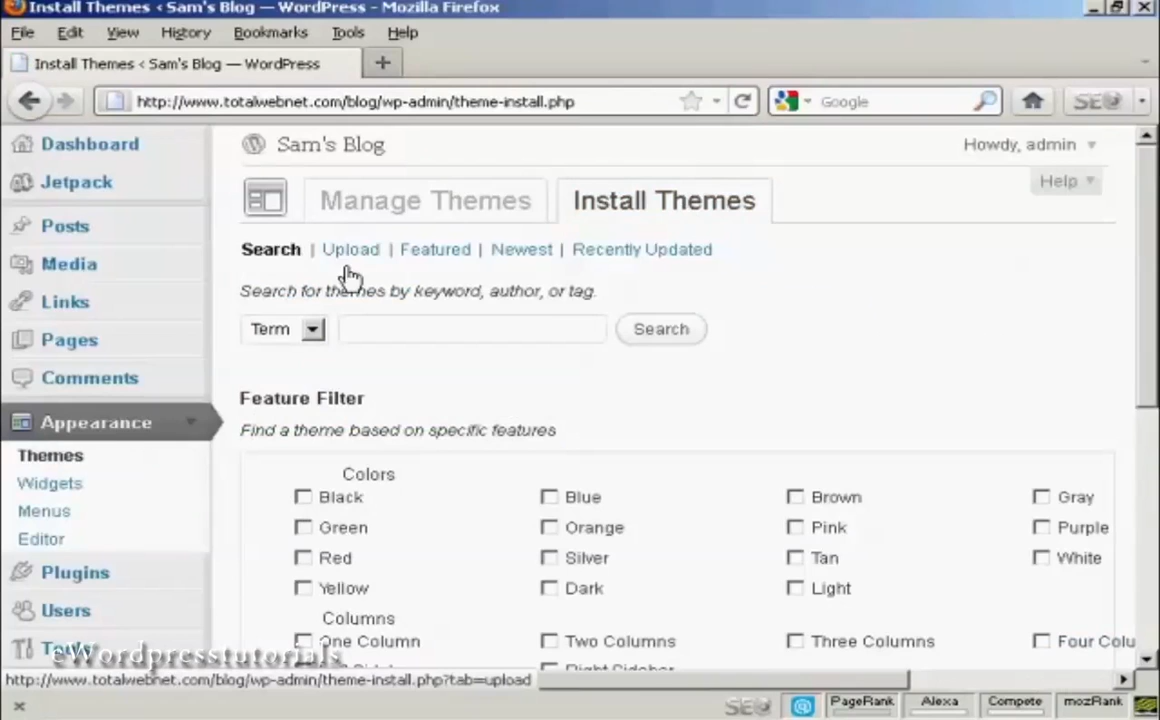 Install Themes ‹ Sam's Blog — WordPress - Mozilla Firefox
File Edit View History Bookmarks Tools Help
Install Themes ‹ Sam's Blog — WordPress +
http://www.totalwebnet.com/blog/wp-admin/theme-install.php Google SEO
Dashboard
Jetpack
Posts
Media
Links
Pages
Comments
Appearance
Themes
Widgets
Menus
Editor
Plugins
Users
Sam's Blog Howdy, admin
Help
Manage Themes Install Themes
Search | Upload | Featured | Newest | Recently Updated
Search for themes by keyword, author, or tag.
Term Search
Feature Filter
Find a theme based on specific features
Colors
Black Blue Brown Gray
Green Orange Pink Purple
Red Silver Tan White
Yellow Dark Light
Columns
One Column Two Columns Three Columns Four Colu
Right Sidebar
eWordpresstutorials
http://www.totalwebnet.com/blog/wp-admin/theme-install.php?tab=upload
SEO PageRank Alexa Compete mozRank